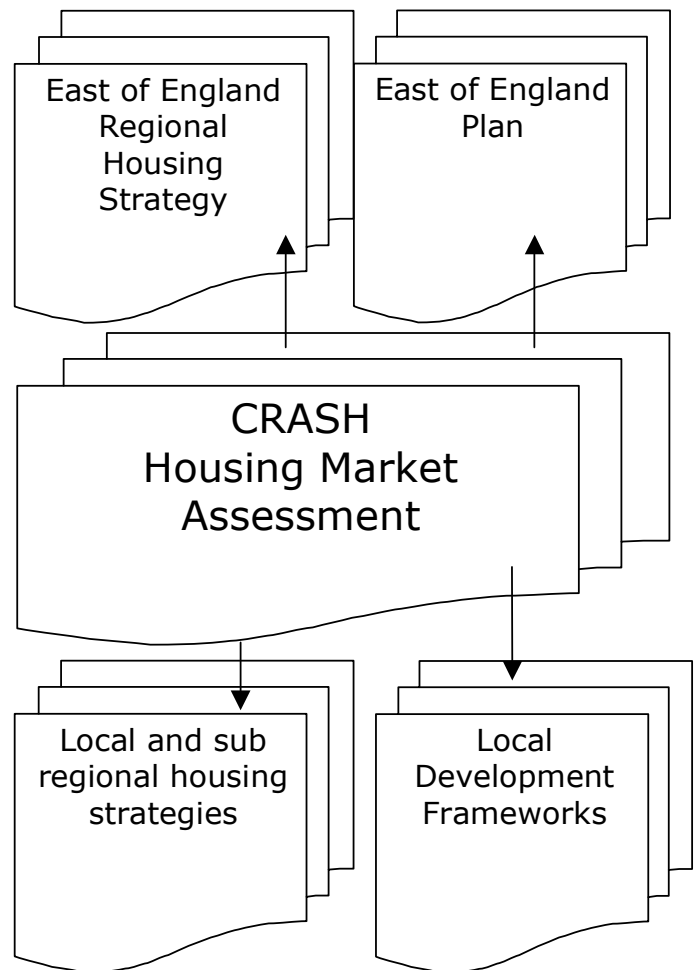 East of England
Regional
Housing
Strategy
East of England
Plan
CRASH
Housing Market
Assessment
Local and sub
regional housing
strategies
Local
Development
Frameworks